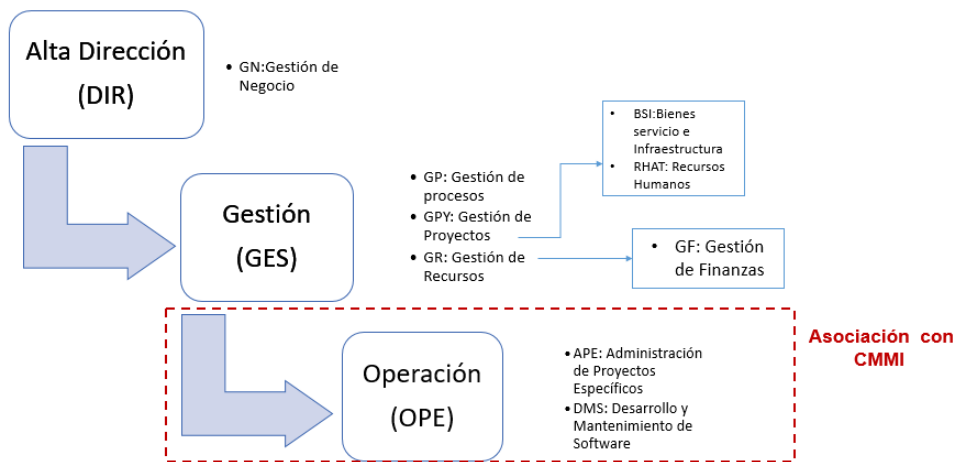 Alta Dirección
(DIR)
• GN:Gestión de
Negocio
• BSI:Bienes
servicio e
Infraestructura
• RHAT: Recursos
Humanos
Gestión
(GES)
• GP: Gestión de
procesos
• GPY: Gestión de
Proyectos
• GR: Gestión de
Recursos
• GF: Gestión
de Finanzas
Asociación con
CMMI
Operación
(OPE)
• APE: Administración
de Proyectos
Específicos
• DMS: Desarrollo y
Mantenimiento de
Software